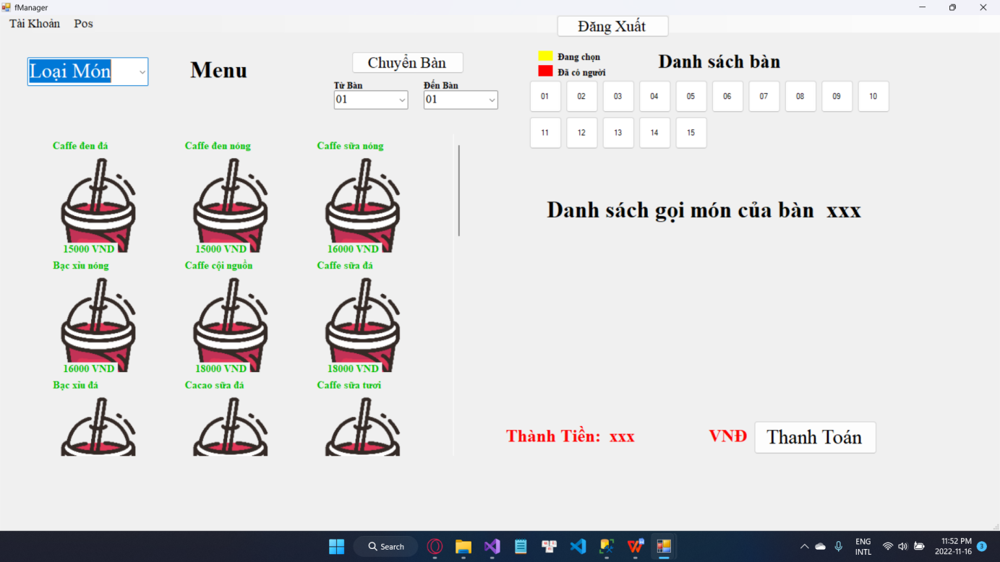 fManager
Tài Khoản Pos
Đăng Xuất
Loại Món
Menu
Chuyển Bàn
Từ Bàn Đến Bàn
01 01
Đang chọn
Đã có người
Danh sách bàn
01 02 03 04 05 06 07 08 09 10
11 12 13 14 15
Caffe đen đá Caffe đen nóng Caffe sữa nóng
15000 VND 15000 VND 16000 VND
Bạc xỉu nóng Caffe cội nguồn Caffe sữa đá
16000 VND 18000 VND 18000 VND
Bạc xỉu đá Cacao sữa đá Caffe sữa tươi
Danh sách gọi món của bàn xxx
Thành Tiền: xxx VNĐ Thanh Toán
Search
ENG
INTL
11:52 PM
2022-11-16
3